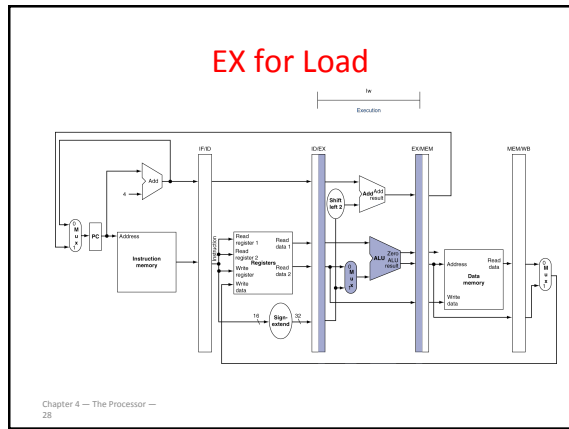 EX for Load
lw
Execution
IF/ID
ID/EX
EX/MEM
MEM/WB
Add
4
Shift
left 2
Add Add
result
0
M
u
x
1
PC
Address
Instruction
memory
Instruction
Read
register 1
Read
data 1
Read
register 2
Registers
Read
data 2
Write
register
Write
data
16
Sign-
extend
32
0
M
u
x
1
Zero
ALU ALU
result
Address
Read
data
Data
memory
Write
data
0
M
u
x
1
Chapter 4 — The Processor —
28